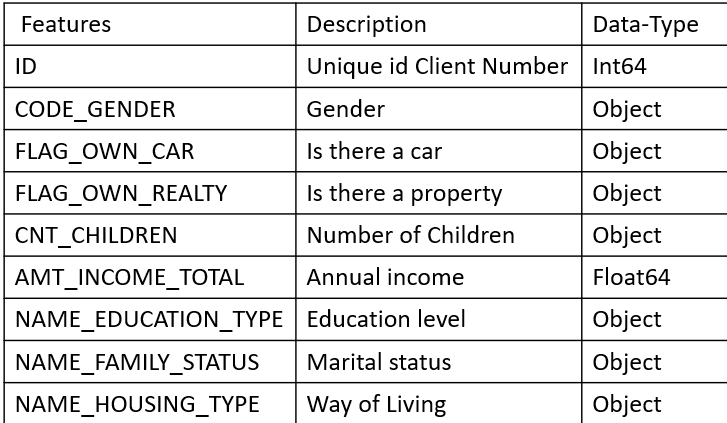 Features Description Data-Type
ID Unique id Client Number Int64
CODE_GENDER Gender Object
FLAG_OWN_CAR Is there a car Object
FLAG_OWN_REALTY Is there a property Object
CNT_CHILDREN Number of Children Object
AMT_INCOME_TOTAL Annual income Float64
NAME_EDUCATION_TYPE Education level Object
NAME_FAMILY_STATUS Marital status Object
NAME_HOUSING_TYPE Way of Living Object